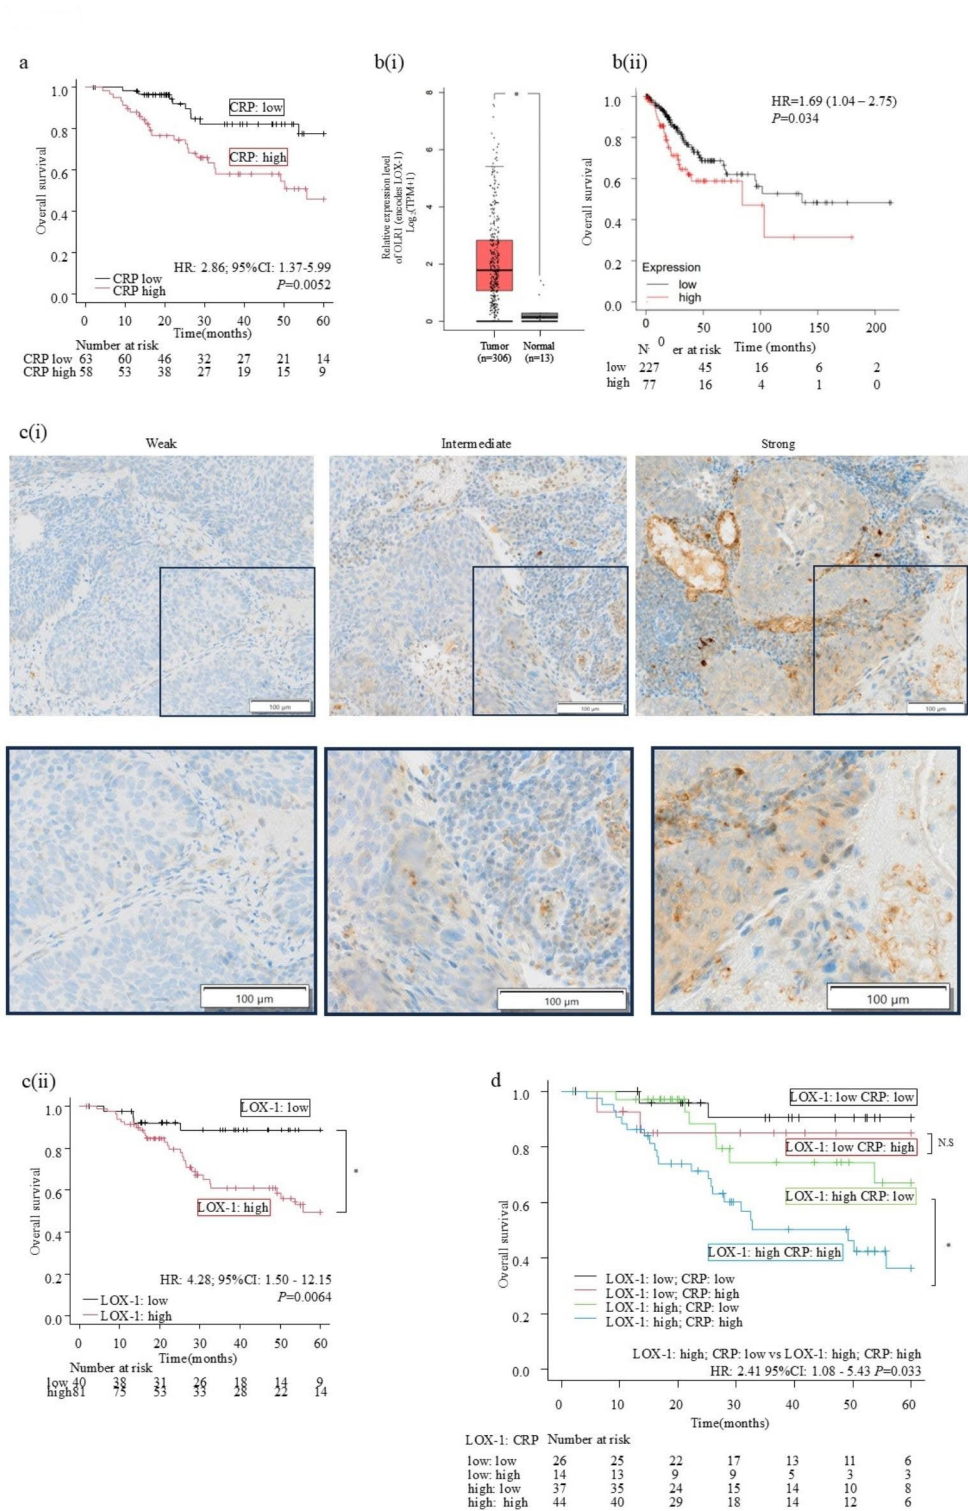 a
1.0
0.8
0.6
0.4
0.2
0.0
Overall survival
CRP: low
CRP: high
HR: 2.86; 95%CI: 1.37-5.99
P=0.0052
CRP low
CRP high
0 10 20 30 40 50 60
Time(months)
Number at risk
CRP low 63 60 46 32 27 21 14
CRP high 58 53 38 27 19 15 9
b(i)
8
6
4
2
0
Relative expression level
of OLR1 (encodes LOX-1)
Log2(TPM+1)
*
Tumor
(n=306)
Normal
(n=13)
b(ii)
1.0
0.8
0.6
0.4
0.2
0.0
Overall survival
HR=1.69 (1.04 – 2.75)
P=0.034
Expression
low
high
0 50 100 150 200
N 0 er at risk
Time (months)
low 227 45 16 6 2
high 77 16 4 1 0
c(i)
Weak
Intermediate
Strong
100 µm
100 µm
100 µm
100 µm
100 µm
100 µm
c(ii)
1.0
0.8
0.6
0.4
0.2
0.0
Overall survival
LOX-1: low
LOX-1: high
*
HR: 4.28; 95%CI: 1.50 - 12.15
P=0.0064
LOX-1: low
LOX-1: high
0 10 20 30 40 50 60
Time(months)
Number at risk
low 40 38 31 26 18 14 9
high 81 75 53 33 28 22 14
d
1.0
0.8
0.6
0.4
0.2
0.0
Overall survival
LOX-1: low CRP: low
LOX-1: low CRP: high
N.S
LOX-1: high CRP: low
LOX-1: high CRP: high
*
LOX-1: low; CRP: low
LOX-1: low; CRP: high
LOX-1: high; CRP: low
LOX-1: high; CRP: high
LOX-1: high; CRP: low vs LOX-1: high; CRP: high
HR: 2.41 95%CI: 1.08 - 5.43 P=0.033
0 10 20 30 40 50 60
Time(months)
LOX-1: CRP Number at risk
low: low 26 25 22 17 13 11 6
low: high 14 13 9 9 5 3 3
high: low 37 35 24 15 14 10 8
high: high 44 40 29 18 14 12 6